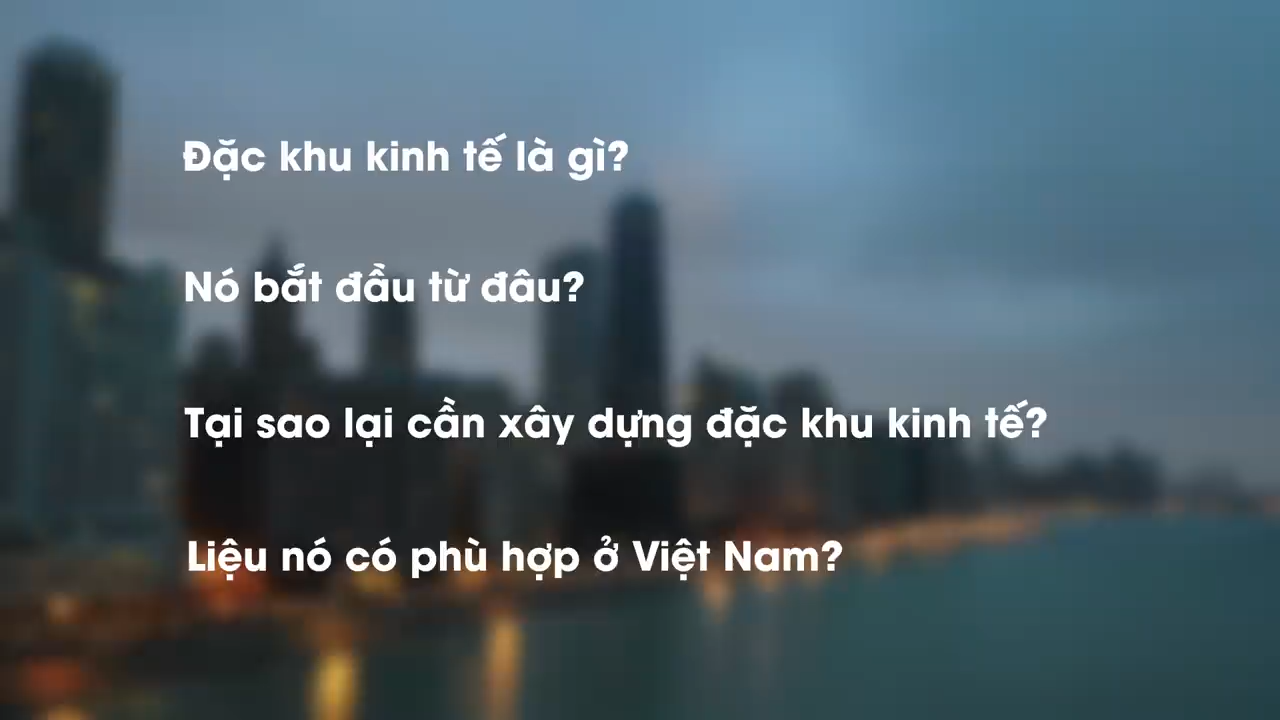 Đặc khu kinh tế là gì?
Nó bắt đầu từ đâu?
Tại sao lại cần xây dựng đặc khu kinh tế?
Liệu nó có phù hợp ở Việt Nam?